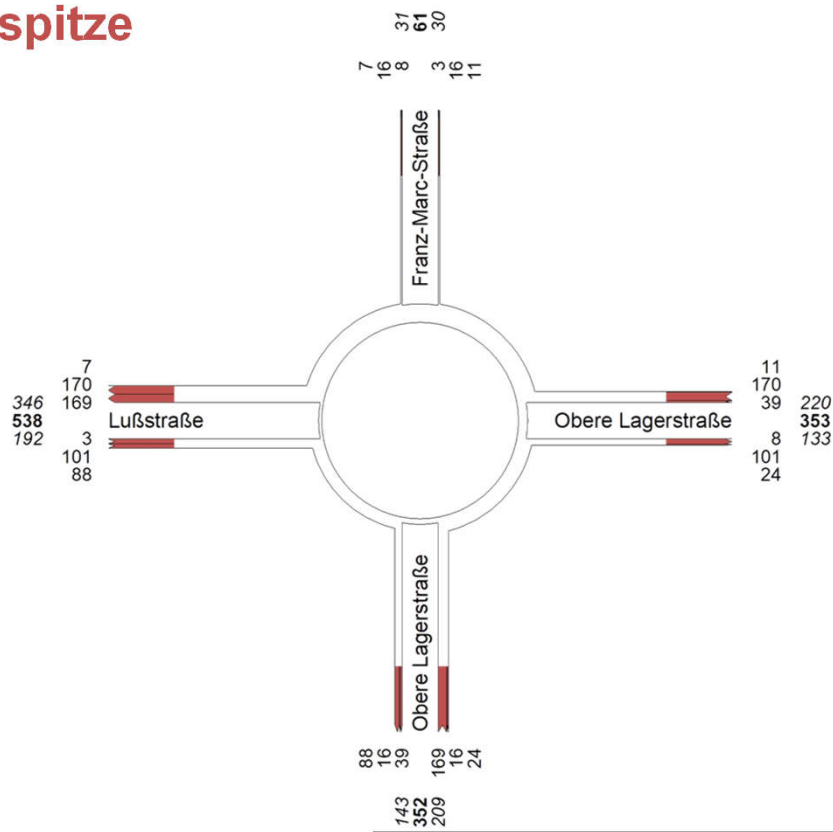 spitze
31 61 30
7 16 8 3 16 11
Franz-Marc-Straße
7
170
346 169
538 Lußstraße
192 3
101
88
11
170
39 220
Obere Lagerstraße 353
8 133
101
24
Obere Lagerstraße
88 16 39 169 16 24
143 352 209